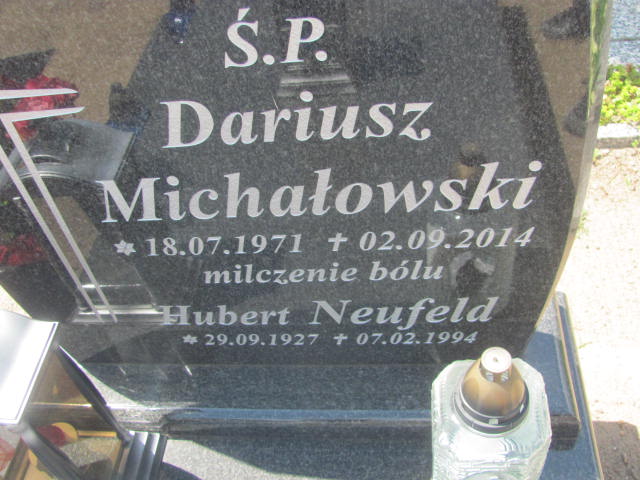 Ś.P.
Dariusz
Michałowski
* 18.07.1971 ✝ 02.09.2014
milczenie bólu
Hubert Neufeld
* 29.09.1927 ✝ 07.02.1994